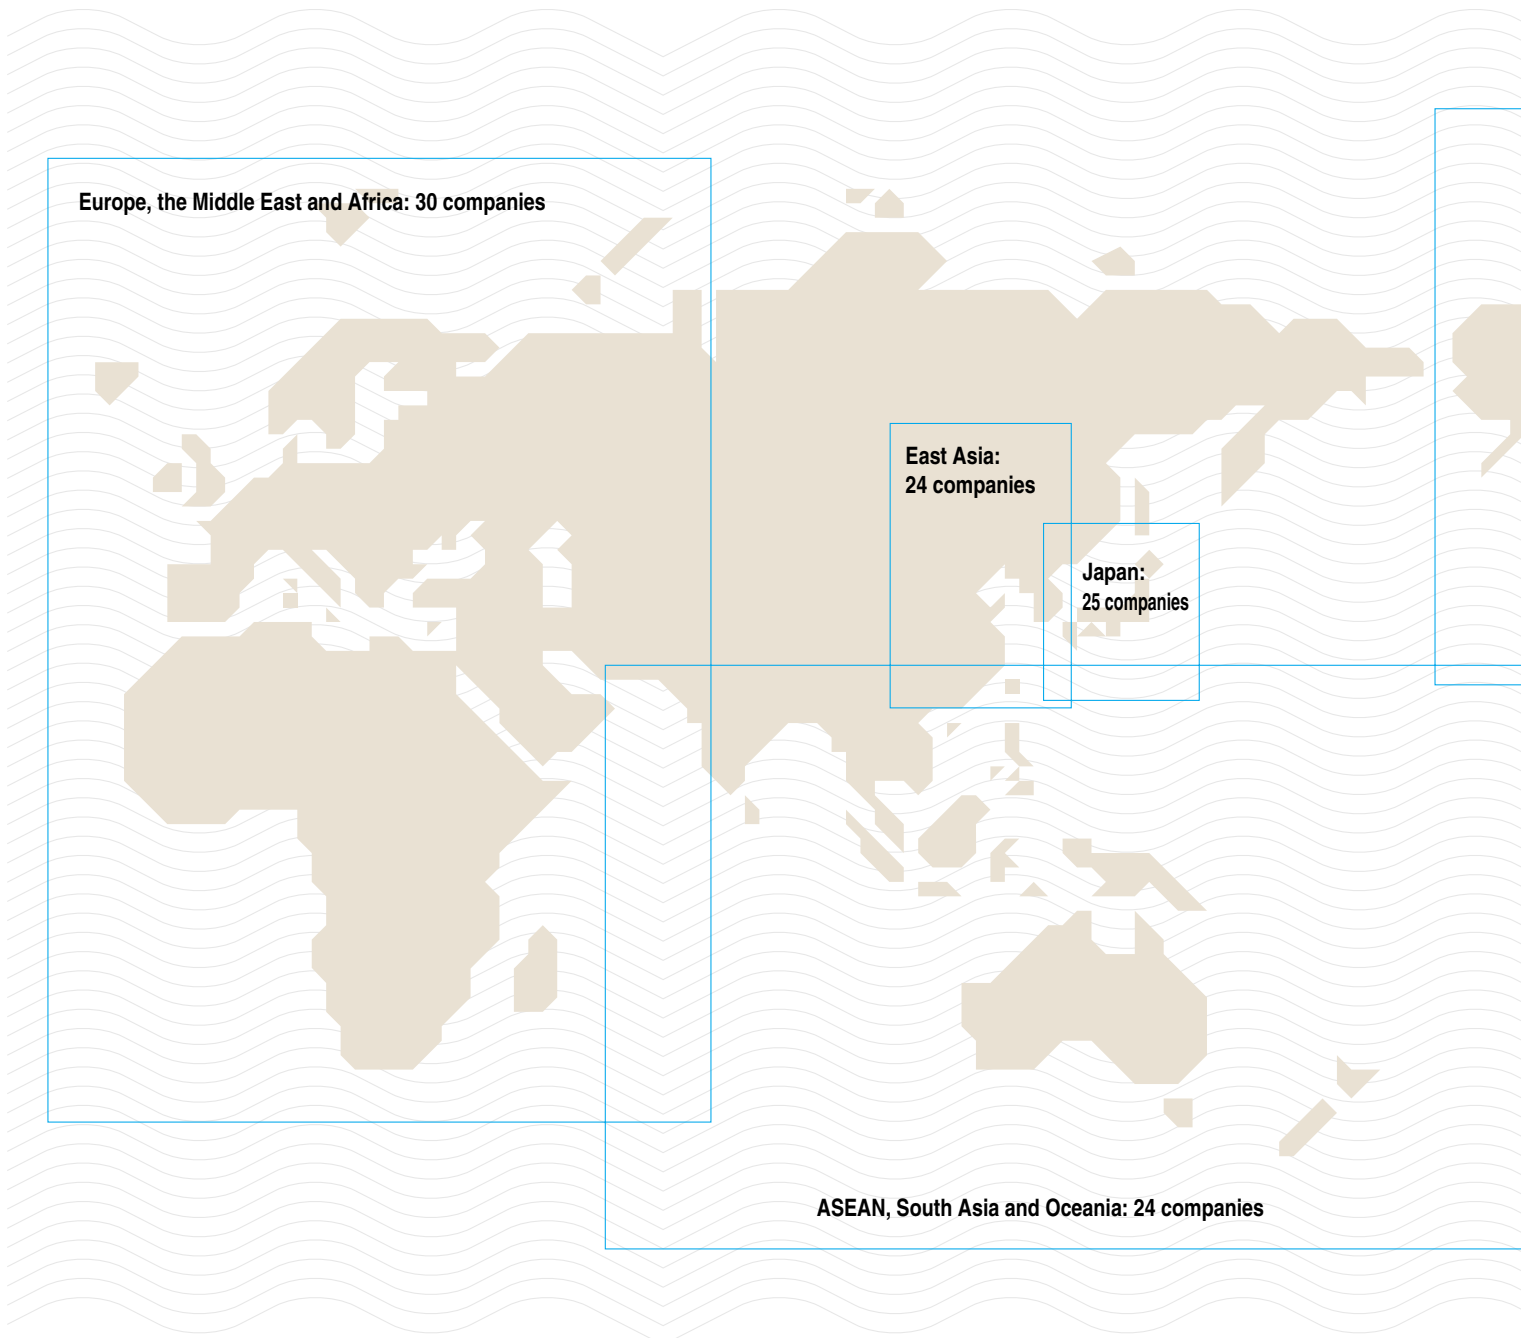 Europe, the Middle East and Africa: 30 companies
East Asia:
24 companies
Japan:
25 companies
ASEAN, South Asia and Oceania: 24 companies